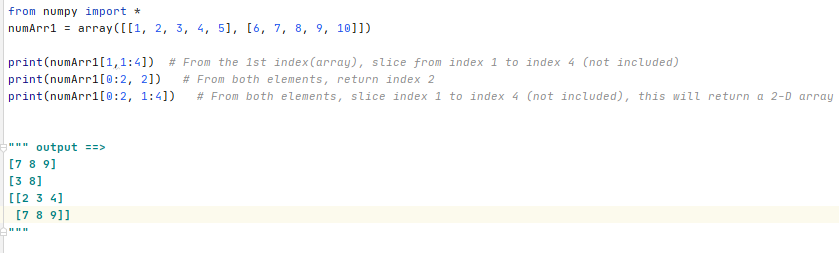 from numpy import *
numArr1 = array([[1, 2, 3, 4, 5], [6, 7, 8, 9, 10]])
print(numArr1[1,1:4])  # From the 1st index(array), slice from index 1 to index 4 (not included)
print(numArr1[0:2, 2])   # From both elements, return index 2
print(numArr1[0:2, 1:4])   # From both elements, slice index 1 to index 4 (not included), this will return a 2-D array
""" output ==>
[7 8 9]
[3 8]
[[2 3 4]
 [7 8 9]]
"""